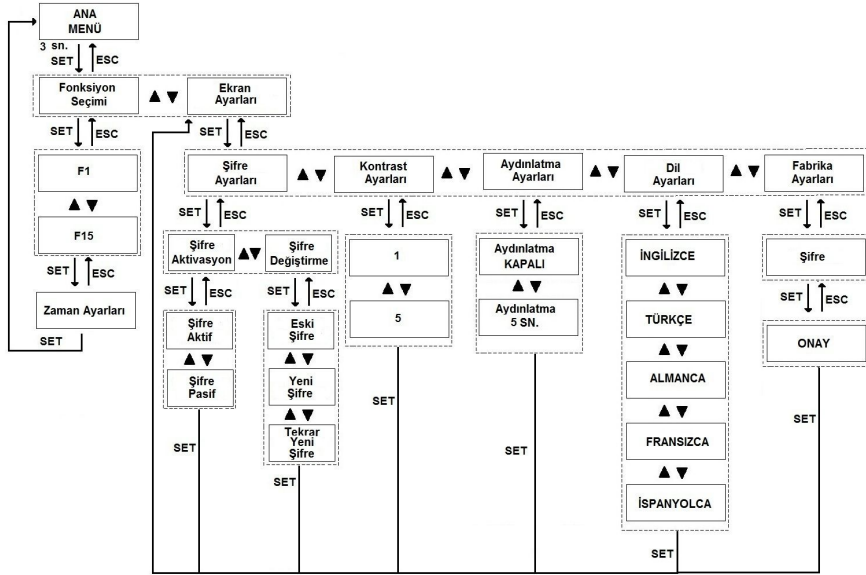 ANA
MENÜ
3 sn.
SET ESC
Fonksiyon
Seçimi
Ekran
Ayarları
SET ESC
SET ESC
F1
F15
SET ESC
Zaman Ayarları
SET
Şifre
Ayarları
Kontrast
Ayarları
Aydınlatma
Ayarları
Dil
Ayarları
Fabrika
Ayarları
SET ESC
SET ESC
SET ESC
SET ESC
SET ESC
Şifre
Aktivasyon
Şifre
Değiştirme
SET ESC
SET ESC
Şifre
Aktif
Şifre
Pasif
SET
Eski
Şifre
Yeni
Şifre
Tekrar
Yeni
Şifre
SET
1
5
SET
Aydınlatma
KAPALI
Aydınlatma
5 SN.
SET
İNGİLİZCE
TÜRKÇE
ALMANCA
FRANSIZCA
İSPANYOLCA
SET
Şifre
SET ESC
ONAY
SET